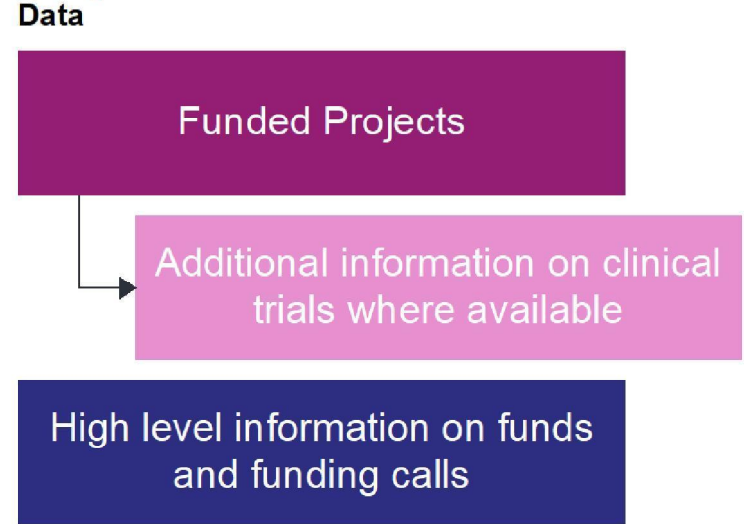 Data
Funded Projects
Additional information on clinical
trials where available
High level information on funds
and funding calls